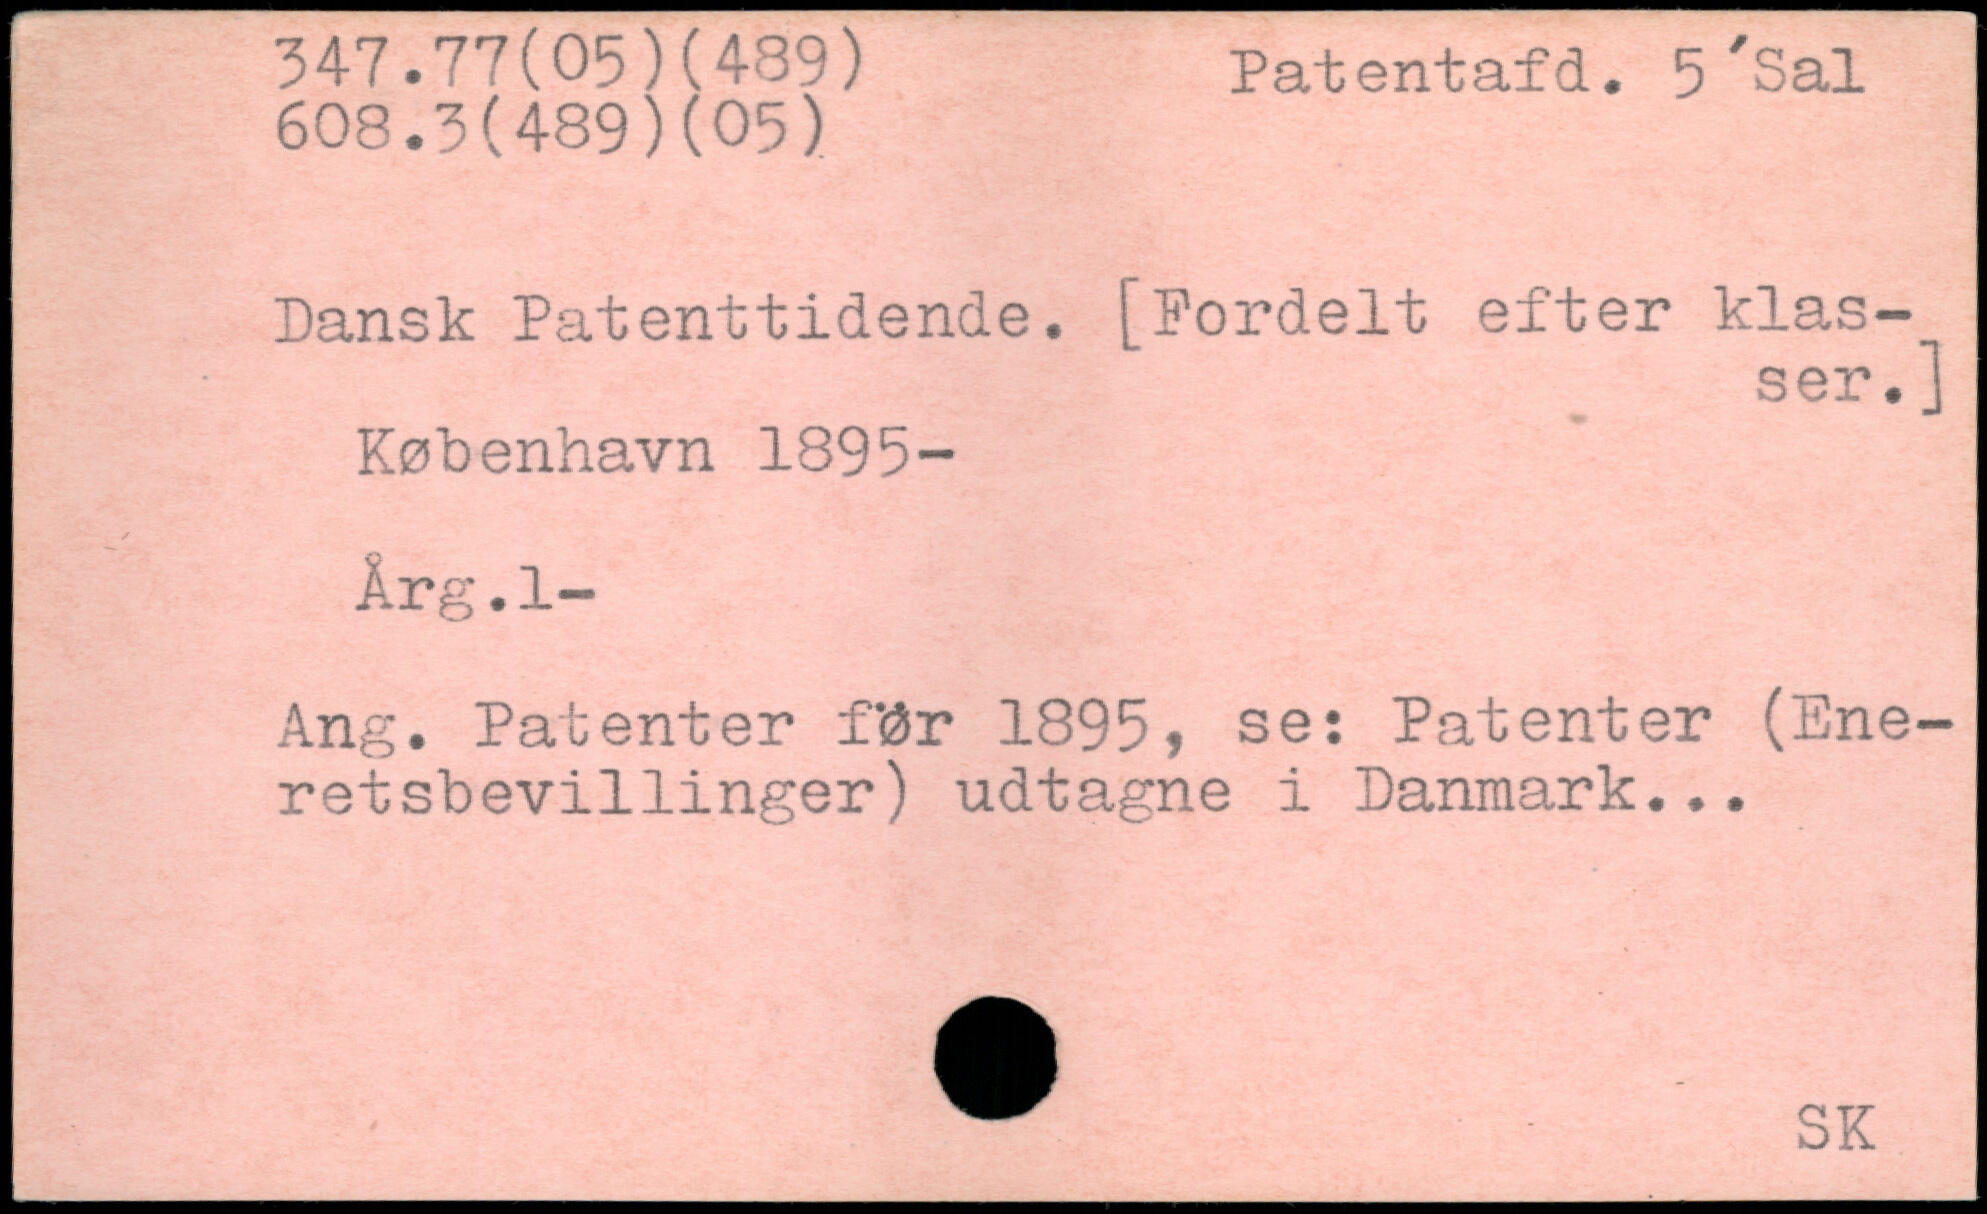 347.77(05)(489)
Patentafd. 5´Sal
608.3(489)(05)
Dansk Patenttidende. [Fordelt efter klas-
ser.]
København 1895-
Årg.1-
Ang. Patenter før 1895, se: Patenter (Ene-
retsbevillinger) udtagne i Danmark...
SK